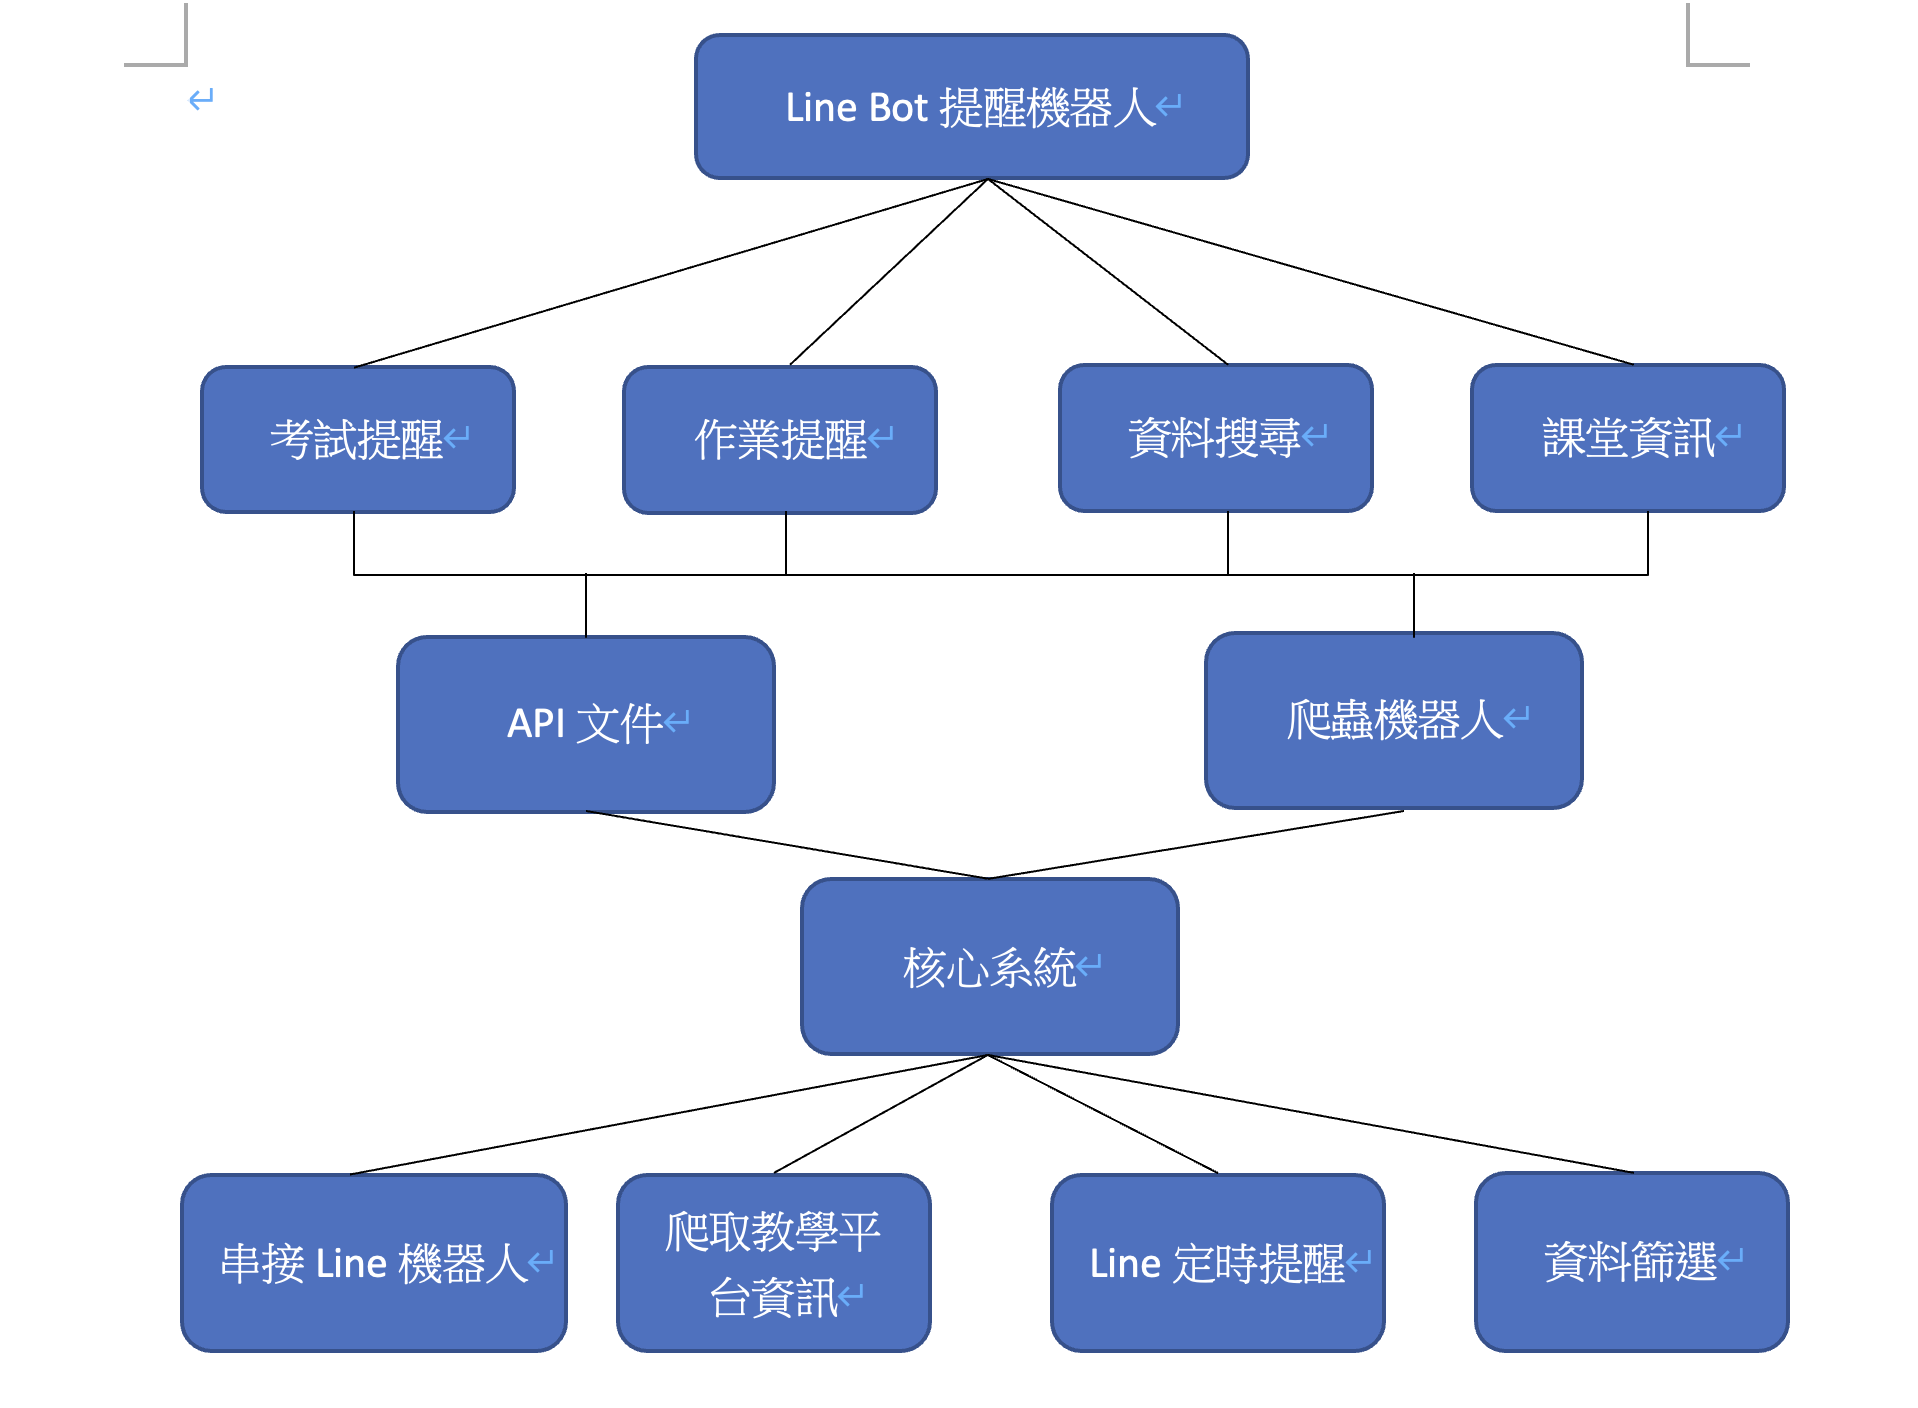 Line Bot 提醒機器人
考試提醒
作業提醒
資料搜尋
課堂資訊
API 文件
爬蟲機器人
核心系統
串接 Line 機器人
爬取教學平
台資訊
Line 定時提醒
資料篩選